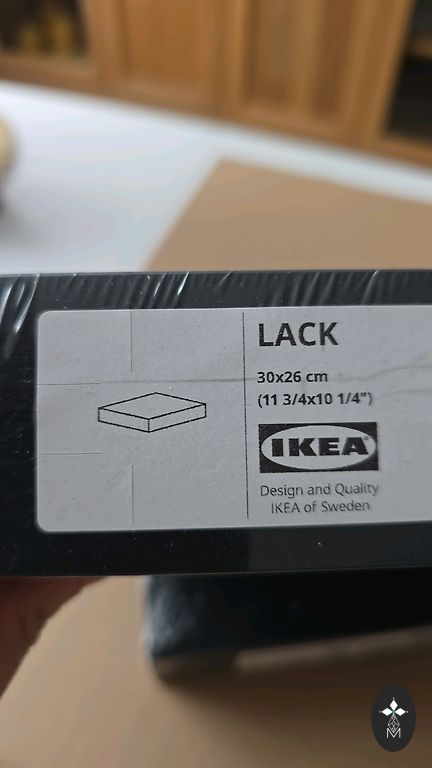 LACK
30x26 cm
(11 3/4x10 1/4")
IKEA
Design and Quality
IKEA of Sweden
M